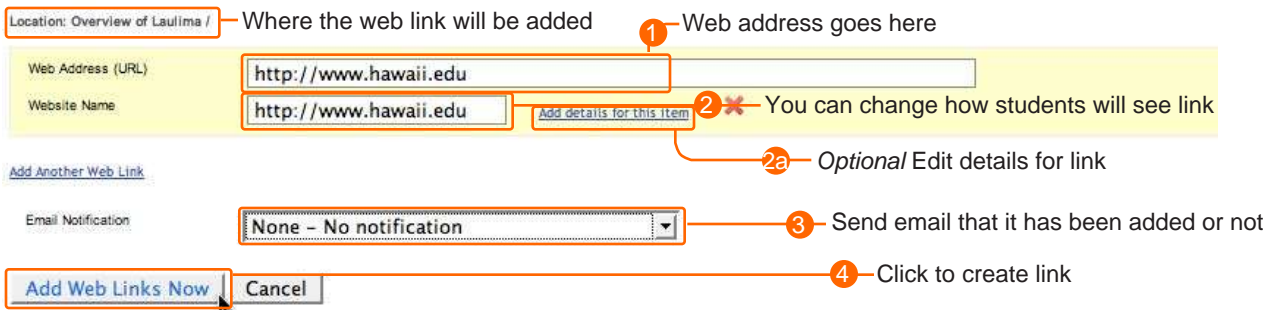 Location: Overview of Laulima / Where the web link will be added
1 Web address goes here
Web Address (URL) http://www.hawaii.edu
Website Name http://www.hawaii.edu Add details for this item 2 You can change how students will see link
2a Optional Edit details for link
Add Another Web Link
Email Notification None – No notification 3 Send email that it has been added or not
Add Web Links Now Cancel 4 Click to create link